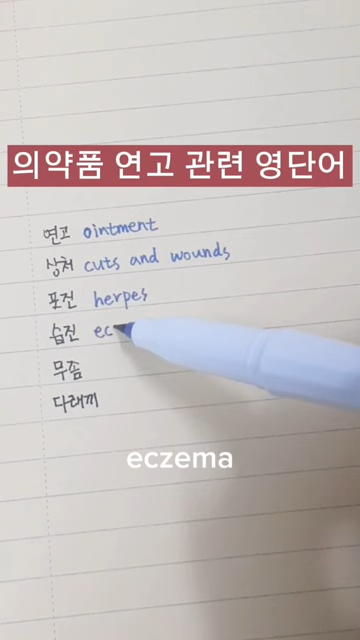 의약품 연고 관련 영단어
연고 ointment
상처 cuts and wounds
포진 herpes
습진 ec
무좀
다래끼
eczema